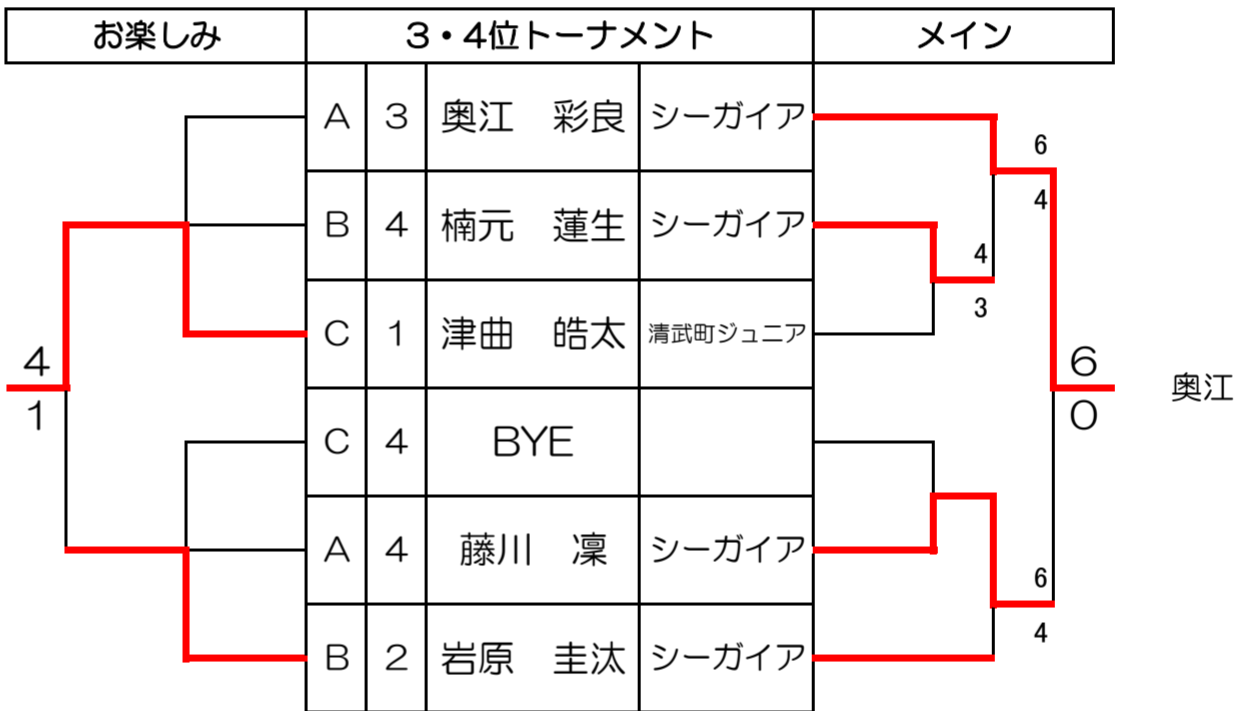 お楽しみ 3・4位トーナメント メイン
A 3 奥江 彩良 シーガイア
6
4
B 4 楠元 蓮生 シーガイア
4
3
C 1 津曲 皓太 清武町ジュニア
4
1
6
0
奥江
C 4 BYE
A 4 藤川 凜 シーガイア
6
4
B 2 岩原 圭汰 シーガイア